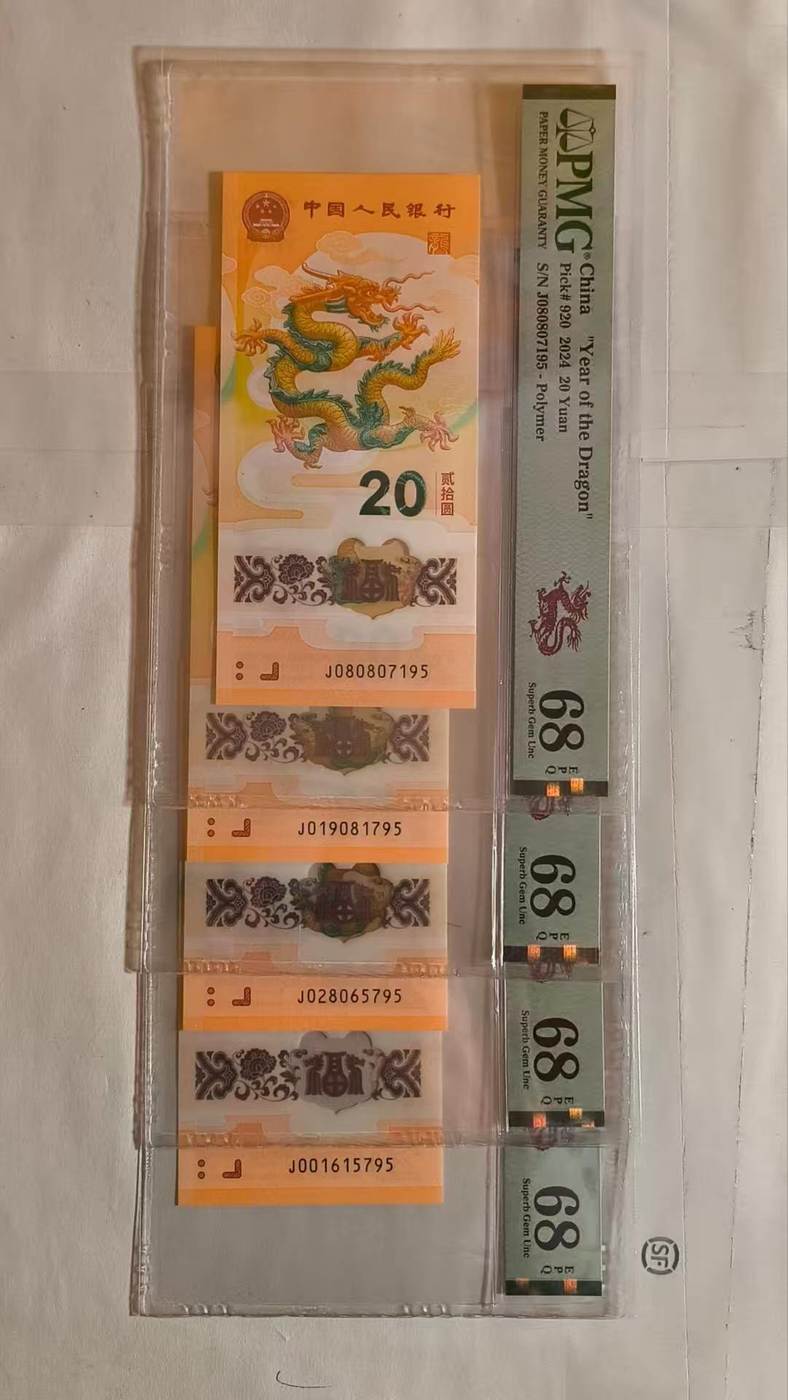 中国人民银行
20
贰拾圆
福
J080807195
PMG®
PAPER MONEY GUARANTY
China "Year of the Dragon"
Pick# 920 2024 20 Yuan
S/N J080807195 - Polymer
68
EPQ
Superb Gem Unc
J019081795
68
EPQ
Superb Gem Unc
J028065795
68
EPQ
Superb Gem Unc
福
J001615795
68
EPQ
Superb Gem Unc
SF